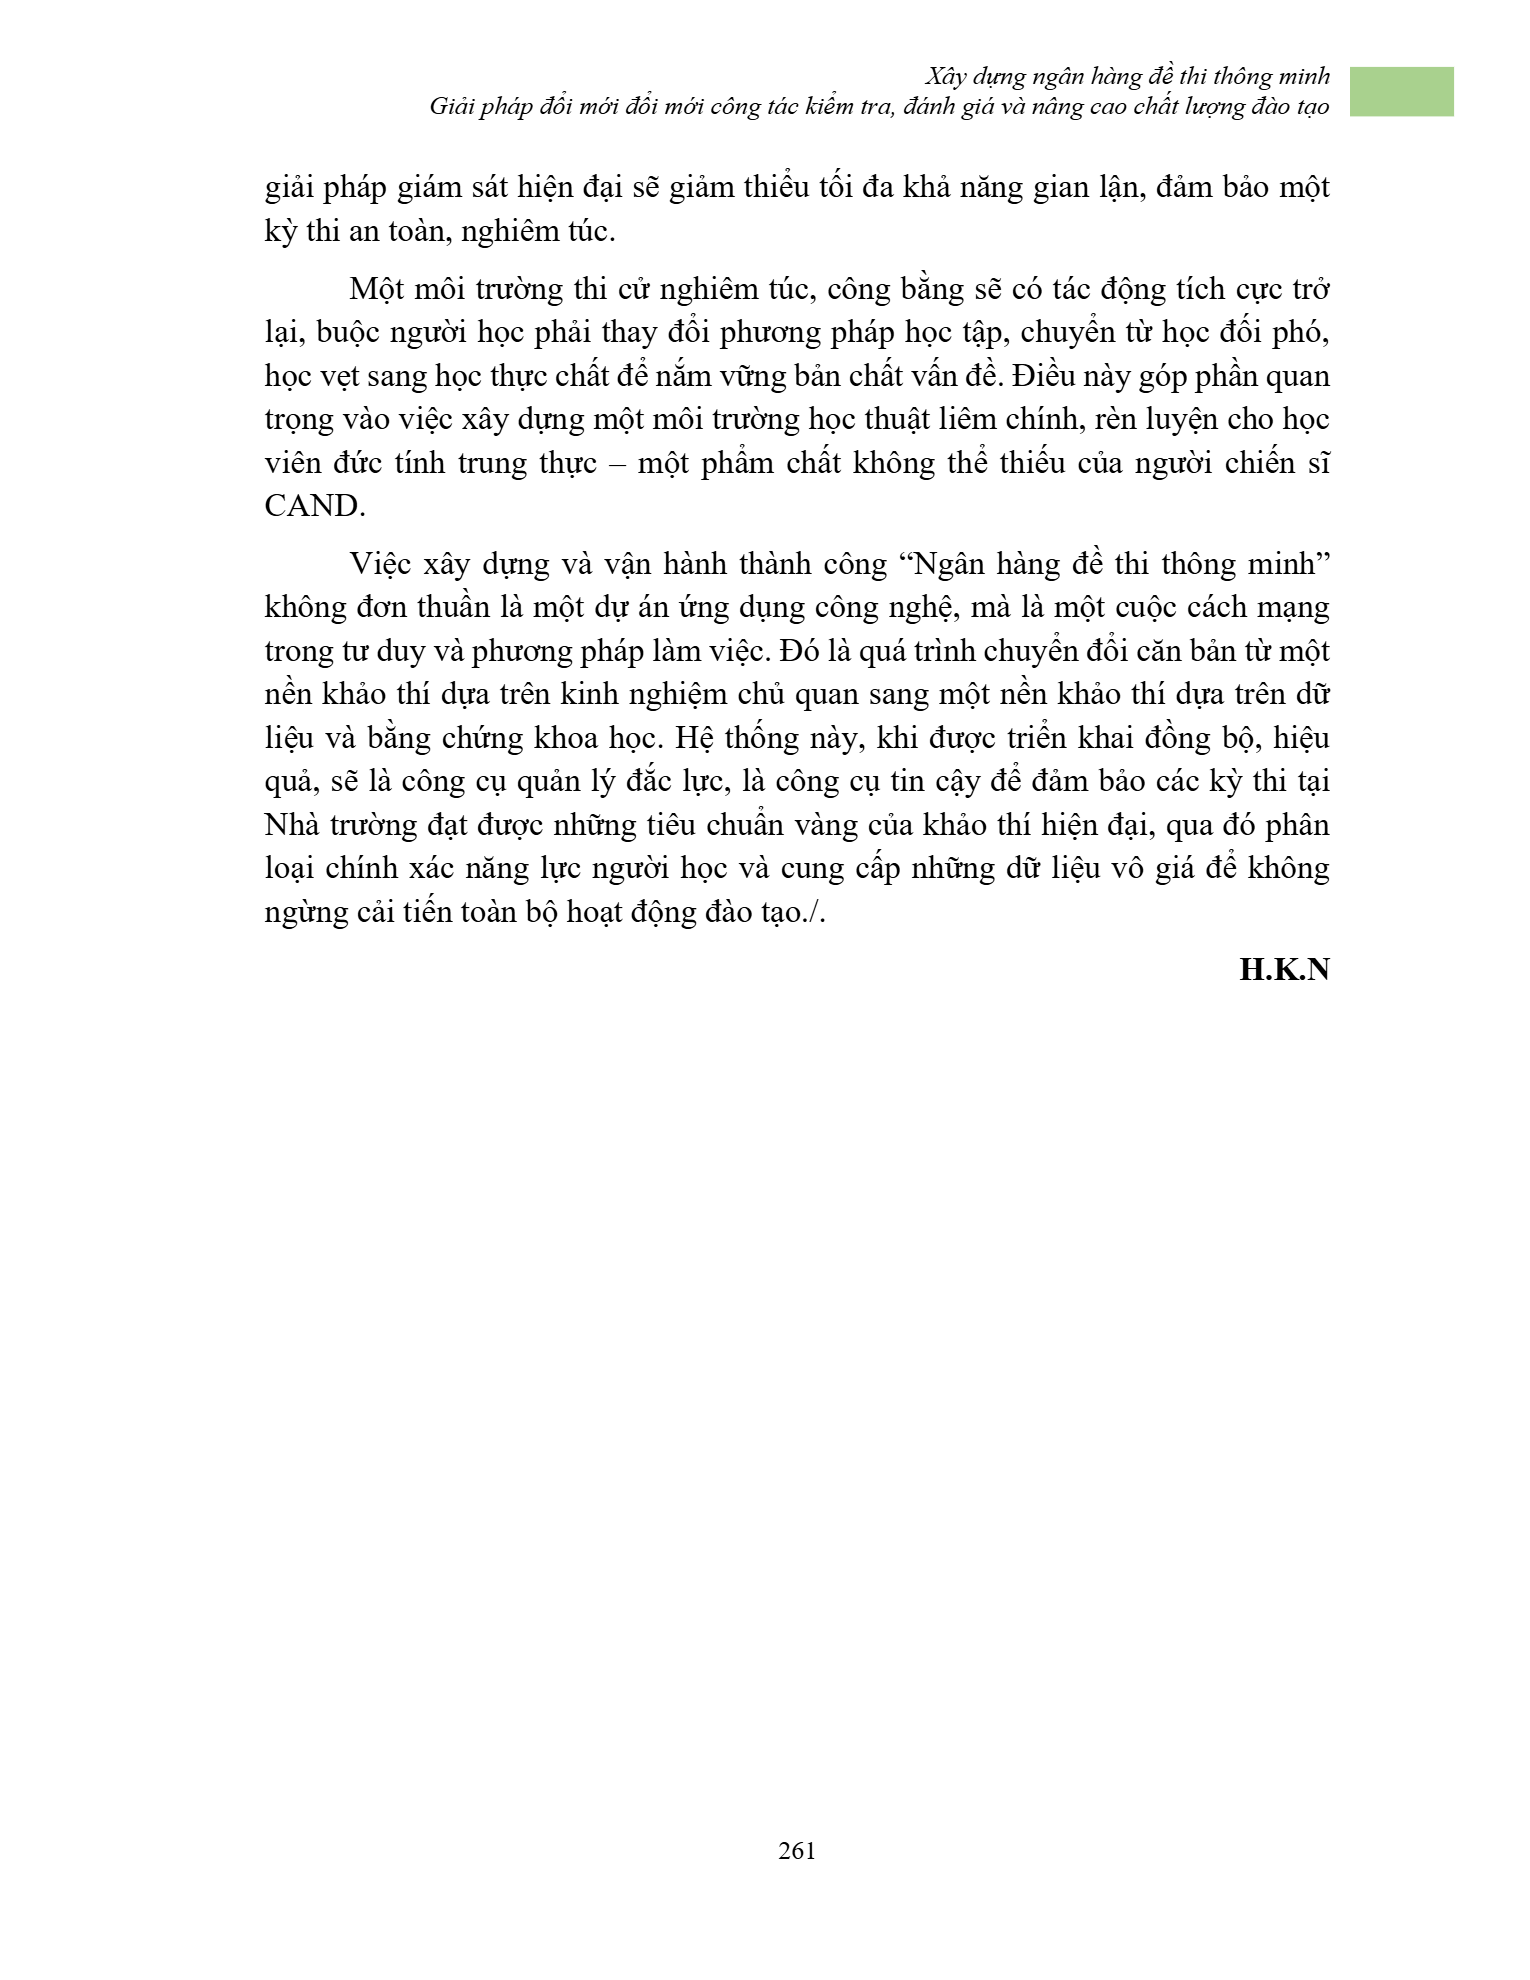 Xây dựng ngân hàng đề thi thông minh
Giải pháp đổi mới đổi mới công tác kiểm tra, đánh giá và nâng cao chất lượng đào tạo
giải pháp giám sát hiện đại sẽ giảm thiểu tối đa khả năng gian lận, đảm bảo một
kỳ thi an toàn, nghiêm túc.
Một môi trường thi cử nghiêm túc, công bằng sẽ có tác động tích cực trở
lại, buộc người học phải thay đổi phương pháp học tập, chuyển từ học đối phó,
học vẹt sang học thực chất để nắm vững bản chất vấn đề. Điều này góp phần quan
trọng vào việc xây dựng một môi trường học thuật liêm chính, rèn luyện cho học
viên đức tính trung thực – một phẩm chất không thể thiếu của người chiến sĩ
CAND.
Việc xây dựng và vận hành thành công “Ngân hàng đề thi thông minh”
không đơn thuần là một dự án ứng dụng công nghệ, mà là một cuộc cách mạng
trong tư duy và phương pháp làm việc. Đó là quá trình chuyển đổi căn bản từ một
nền khảo thí dựa trên kinh nghiệm chủ quan sang một nền khảo thí dựa trên dữ
liệu và bằng chứng khoa học. Hệ thống này, khi được triển khai đồng bộ, hiệu
quả, sẽ là công cụ quản lý đắc lực, là công cụ tin cậy để đảm bảo các kỳ thi tại
Nhà trường đạt được những tiêu chuẩn vàng của khảo thí hiện đại, qua đó phân
loại chính xác năng lực người học và cung cấp những dữ liệu vô giá để không
ngừng cải tiến toàn bộ hoạt động đào tạo./.
H.K.N
261